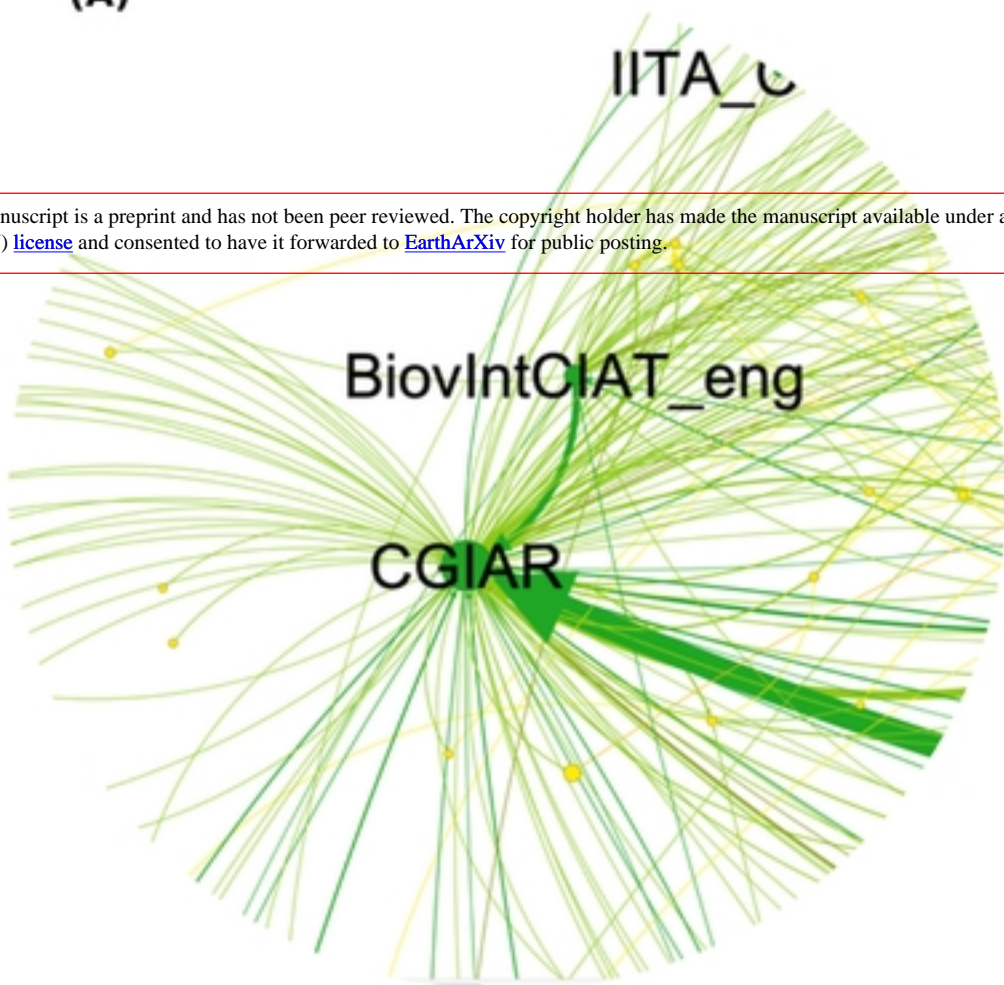 (A)
IITA_C
nuscript is a preprint and has not been peer reviewed. The copyright holder has made the manuscript available under a
) license and consented to have it forwarded to EarthArXiv for public posting.
BiovIntCIAT_eng
CGIAR